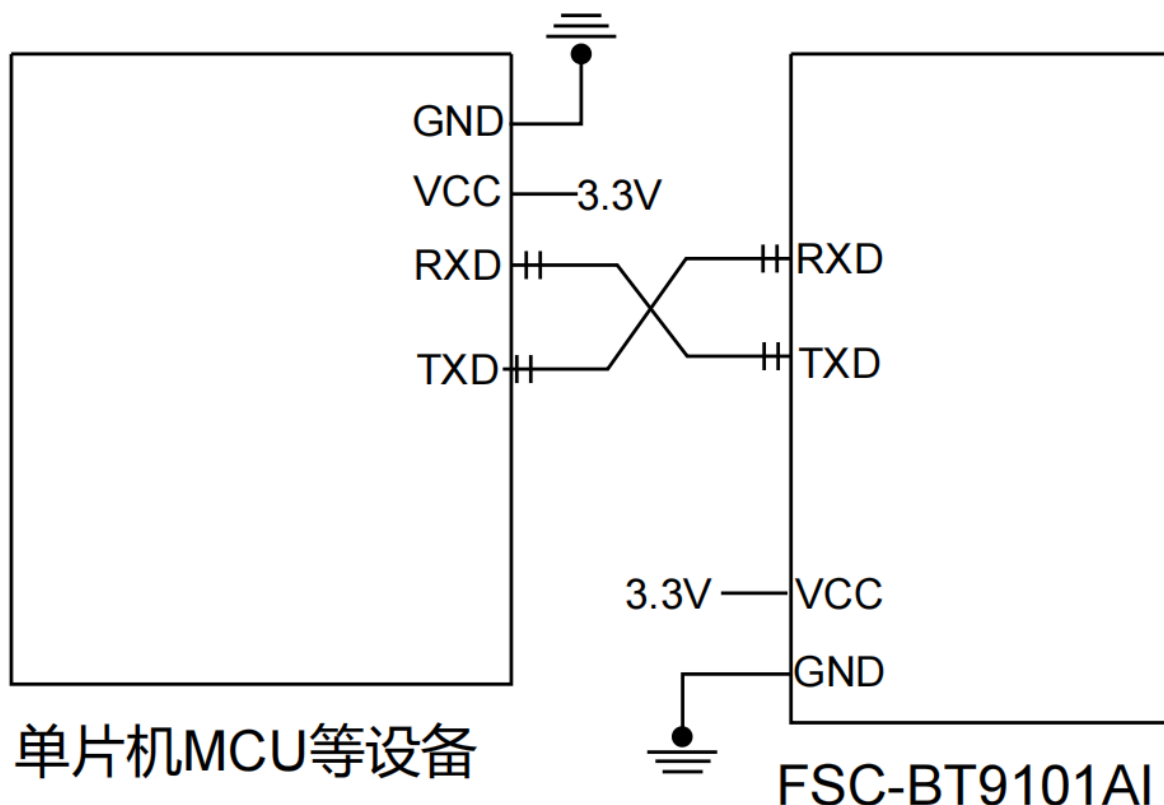 GND
VCC
3.3V
RXD
TXD
RXD
TXD
3.3V
VCC
GND
单片机MCU等设备
FSC-BT9101AI